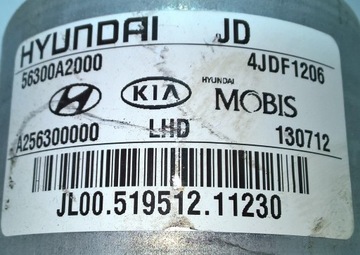 HYUNDAI JD
56300A2000 4JDF1206
KIA HYUNDAI MOBIS
A256300000 LHD 130712
JL00.519512.11230